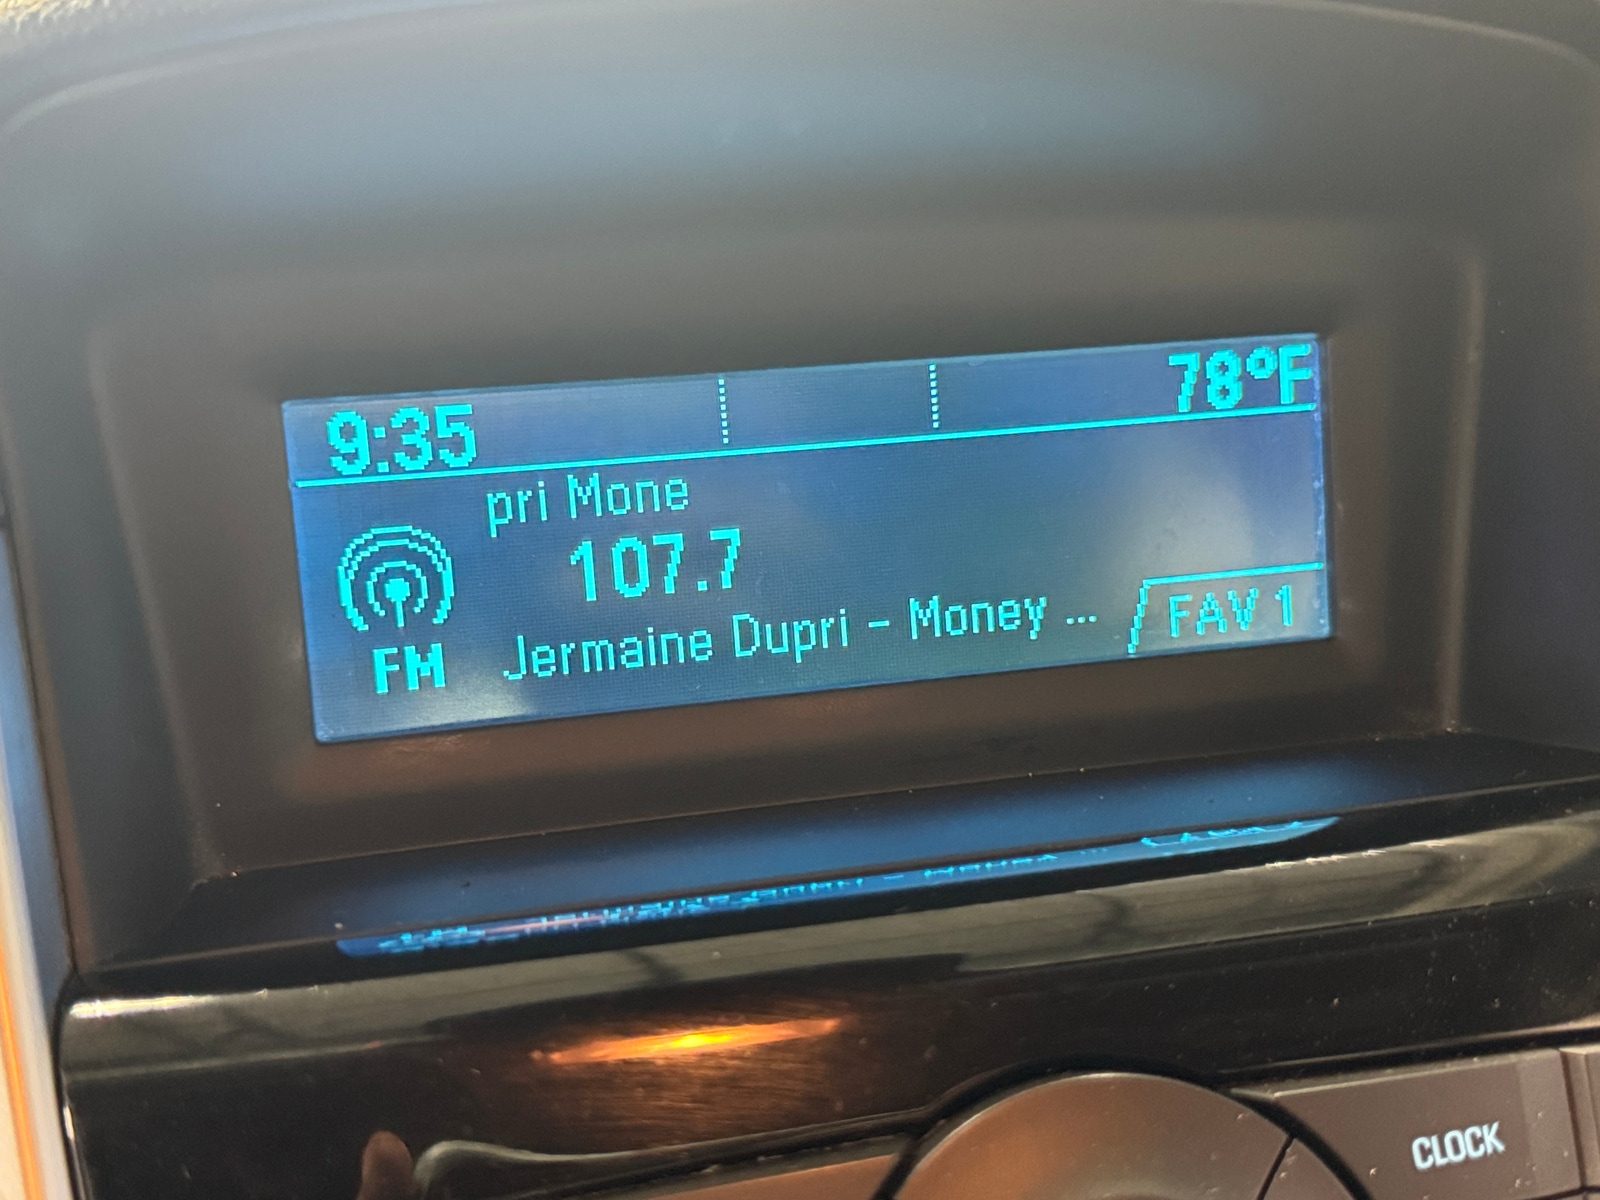 9:35 78°F
pri Mone
107.7
Jermaine Dupri - Money ...
FAV 1
FM
CLOCK